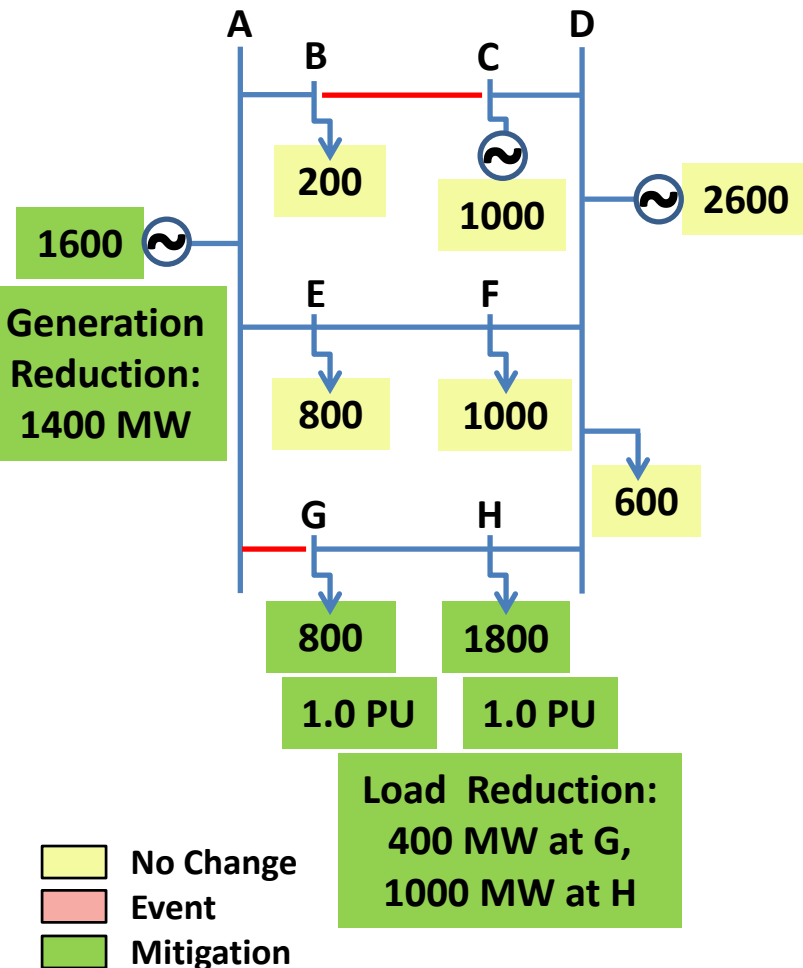 A
D
B
C
200
1000
2600
1600
E
F
Generation
Reduction:
1400 MW
800
1000
600
G
H
800
1800
1.0 PU
1.0 PU
Load Reduction:
400 MW at G,
1000 MW at H
No Change
Event
Mitigation